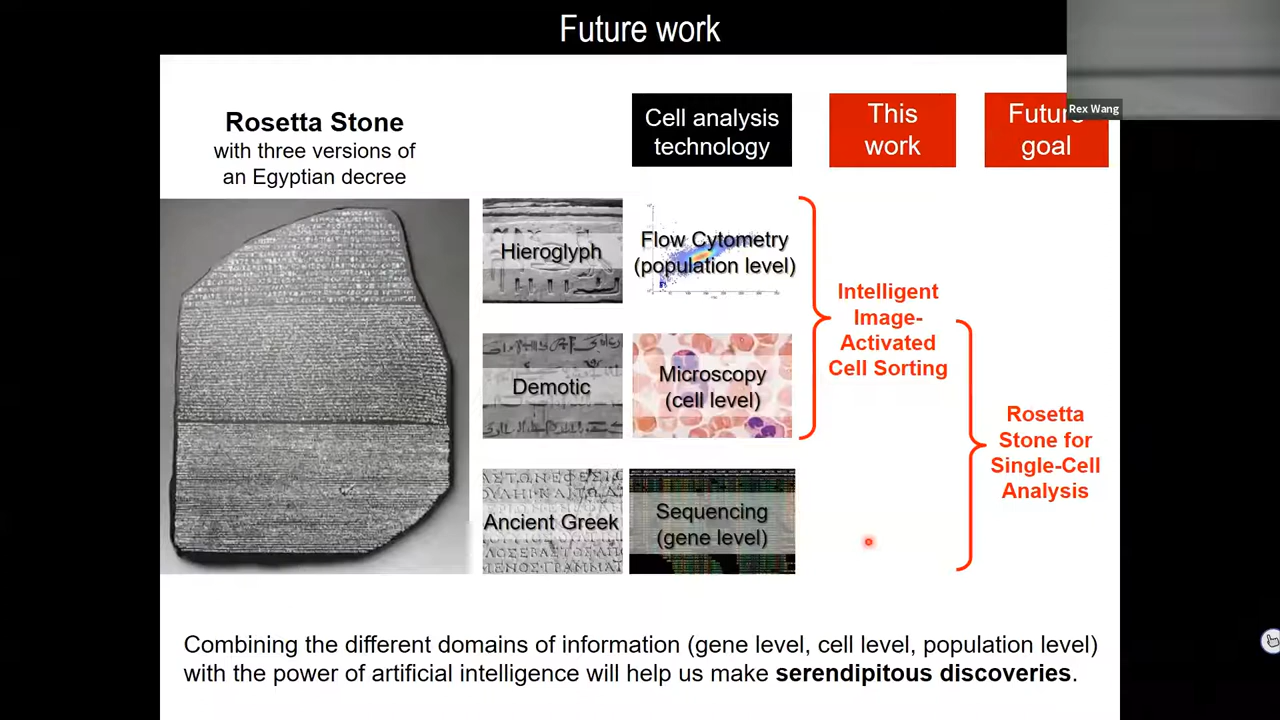 Future work
Rex Wang
Rosetta Stone
with three versions of
an Egyptian decree
Cell analysis
technology
This
work
Future
goal
Hieroglyph
Flow Cytometry
(population level)
Demotic
Microscopy
(cell level)
Ancient Greek
Sequencing
(gene level)
Intelligent
Image-
Activated
Cell Sorting
Rosetta
Stone for
Single-Cell
Analysis
Combining the different domains of information (gene level, cell level, population level)
with the power of artificial intelligence will help us make serendipitous discoveries.